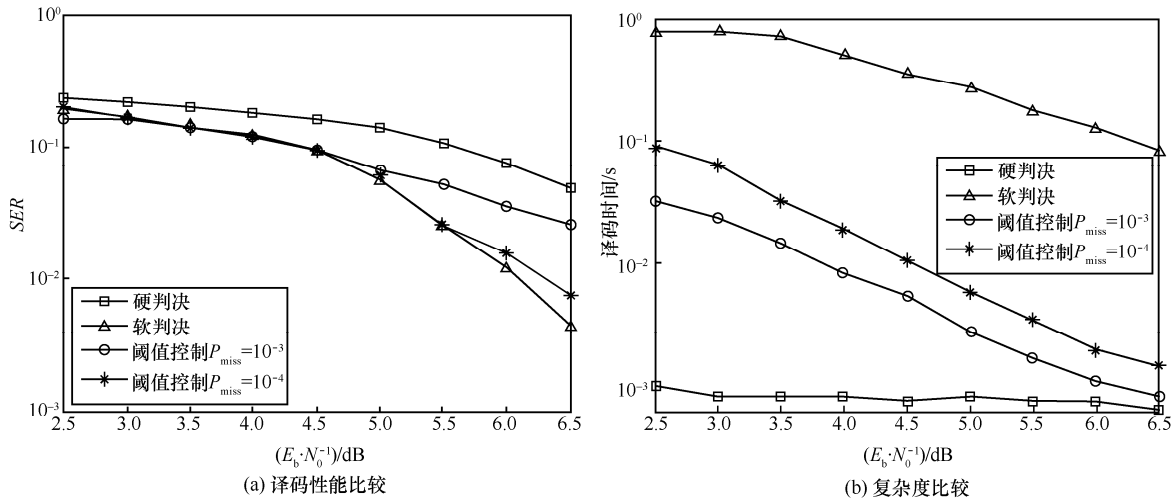 10⁰
10⁻¹
10⁻²
10⁻³
SER
硬判决
软判决
阈值控制P_miss=10⁻³
阈值控制P_miss=10⁻⁴
2.5 3.0 3.5 4.0 4.5 5.0 5.5 6.0 6.5
(E_b·N₀⁻¹)/dB
(a) 译码性能比较
10⁰
10⁻¹
10⁻²
10⁻³
译码时间/s
硬判决
软判决
阈值控制P_miss=10⁻³
阈值控制P_miss=10⁻⁴
2.5 3.0 3.5 4.0 4.5 5.0 5.5 6.0 6.5
(E_b·N₀⁻¹)/dB
(b) 复杂度比较